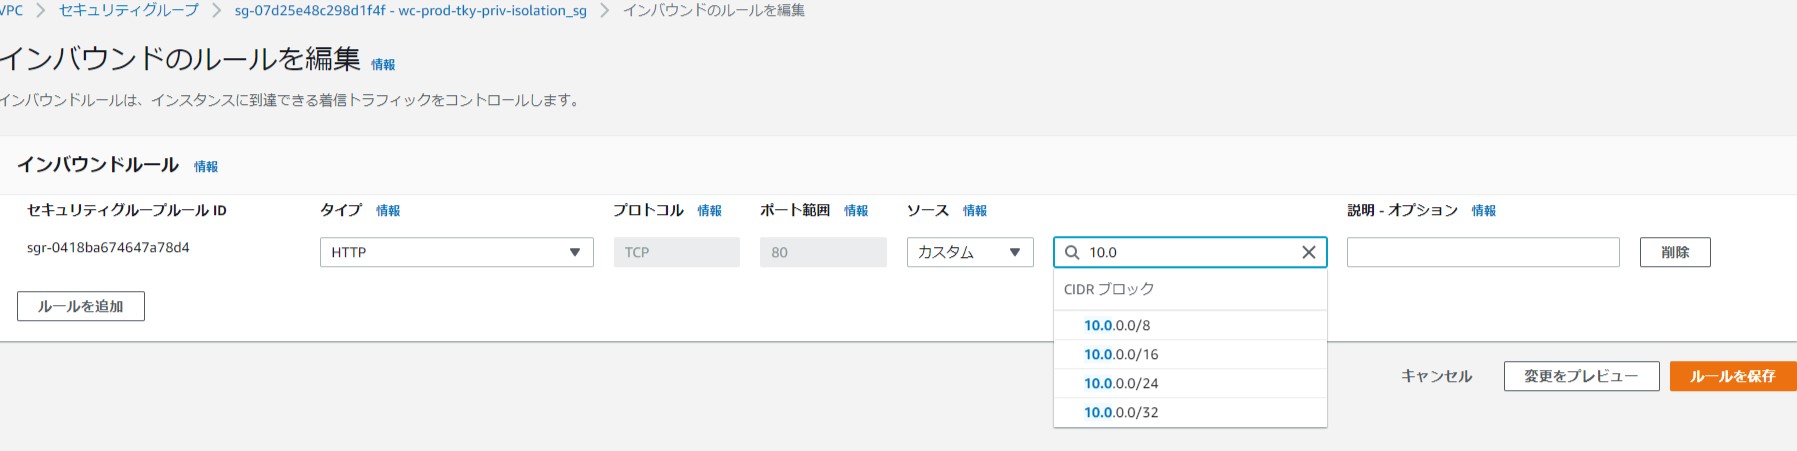 VPC > セキュリティグループ > sg-07d25e48c298d1f4f - wc-prod-tky-priv-isolation_sg > インバウンドのルールを編集
インバウンドのルールを編集 情報
インバウンドルールは、インスタンスに到達できる着信トラフィックをコントロールします。
インバウンドルール 情報
セキュリティグループルール ID タイプ 情報 プロトコル 情報 ポート範囲 情報 ソース 情報 説明 - オプション 情報
sgr-0418ba674647a78d4 HTTP TCP 80 カスタム 10.0 削除
CIDR ブロック
ルールを追加
10.0.0.0/8
10.0.0.0/16
10.0.0.0/24
10.0.0.0/32
キャンセル 変更をプレビュー ルールを保存